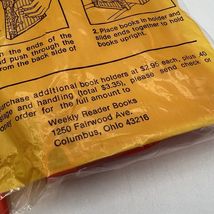 2. Place books in holder and
slide ends together to hold
books upright.
the ends of the
and push through the
from the back side of
purchase additional book holders at $2.95 each, plus 40
and handling (total $3.35), please send check or
order for the full amount to
Weekly Reader Books
1250 Fairwood Ave.
Columbus, Ohio 43216